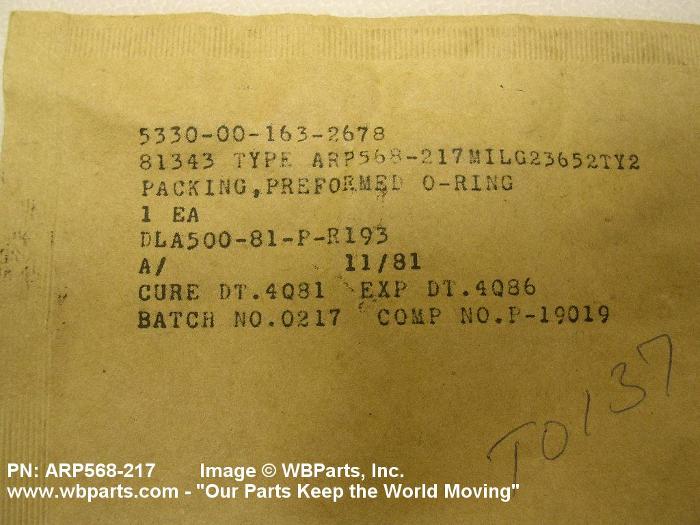 5330-00-163-2678
81343 TYPE ARP568-217MILG23652TY2
PACKING,PREFORMED O-RING
1 EA
DLA500-81-P-R193
A/ 11/81
CURE DT.4Q81 EXP DT.4Q86
BATCH NO.0217 COMP NO.P-19019
TO137
PN: ARP568-217 Image © WBParts, Inc.
www.wbparts.com - "Our Parts Keep the World Moving"